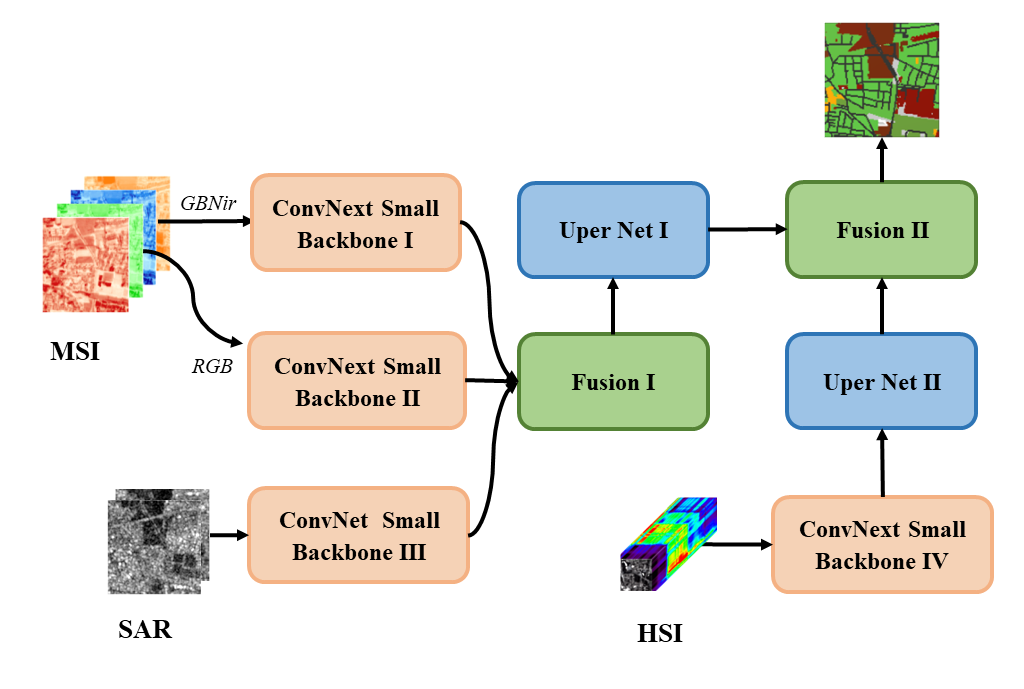 GBNir
ConvNext Small
Backbone I
MSI
RGB
ConvNext Small
Backbone II
SAR
ConvNet Small
Backbone III
Fusion I
Uper Net I
Fusion II
Uper Net II
HSI
ConvNext Small
Backbone IV